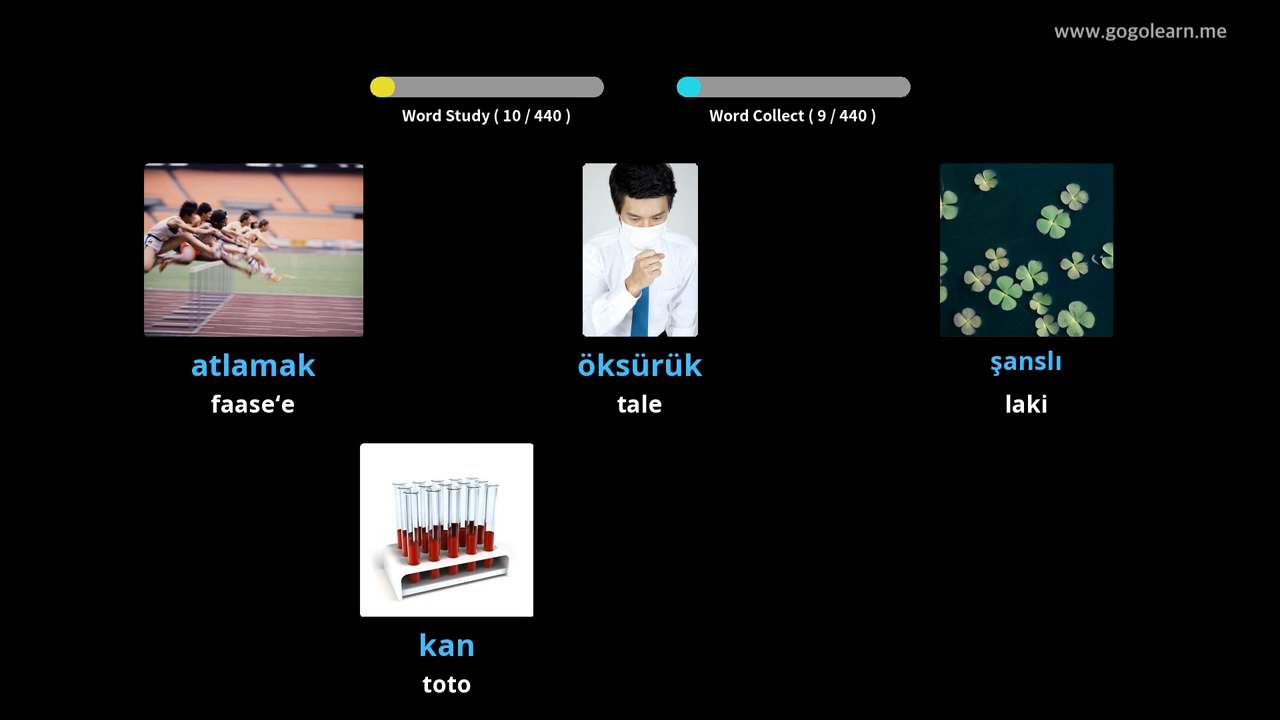 www.gogolearn.me
Word Study ( 10 / 440 )
Word Collect ( 9 / 440 )
atlamak
faase‘e
öksürük
tale
şanslı
laki
kan
toto